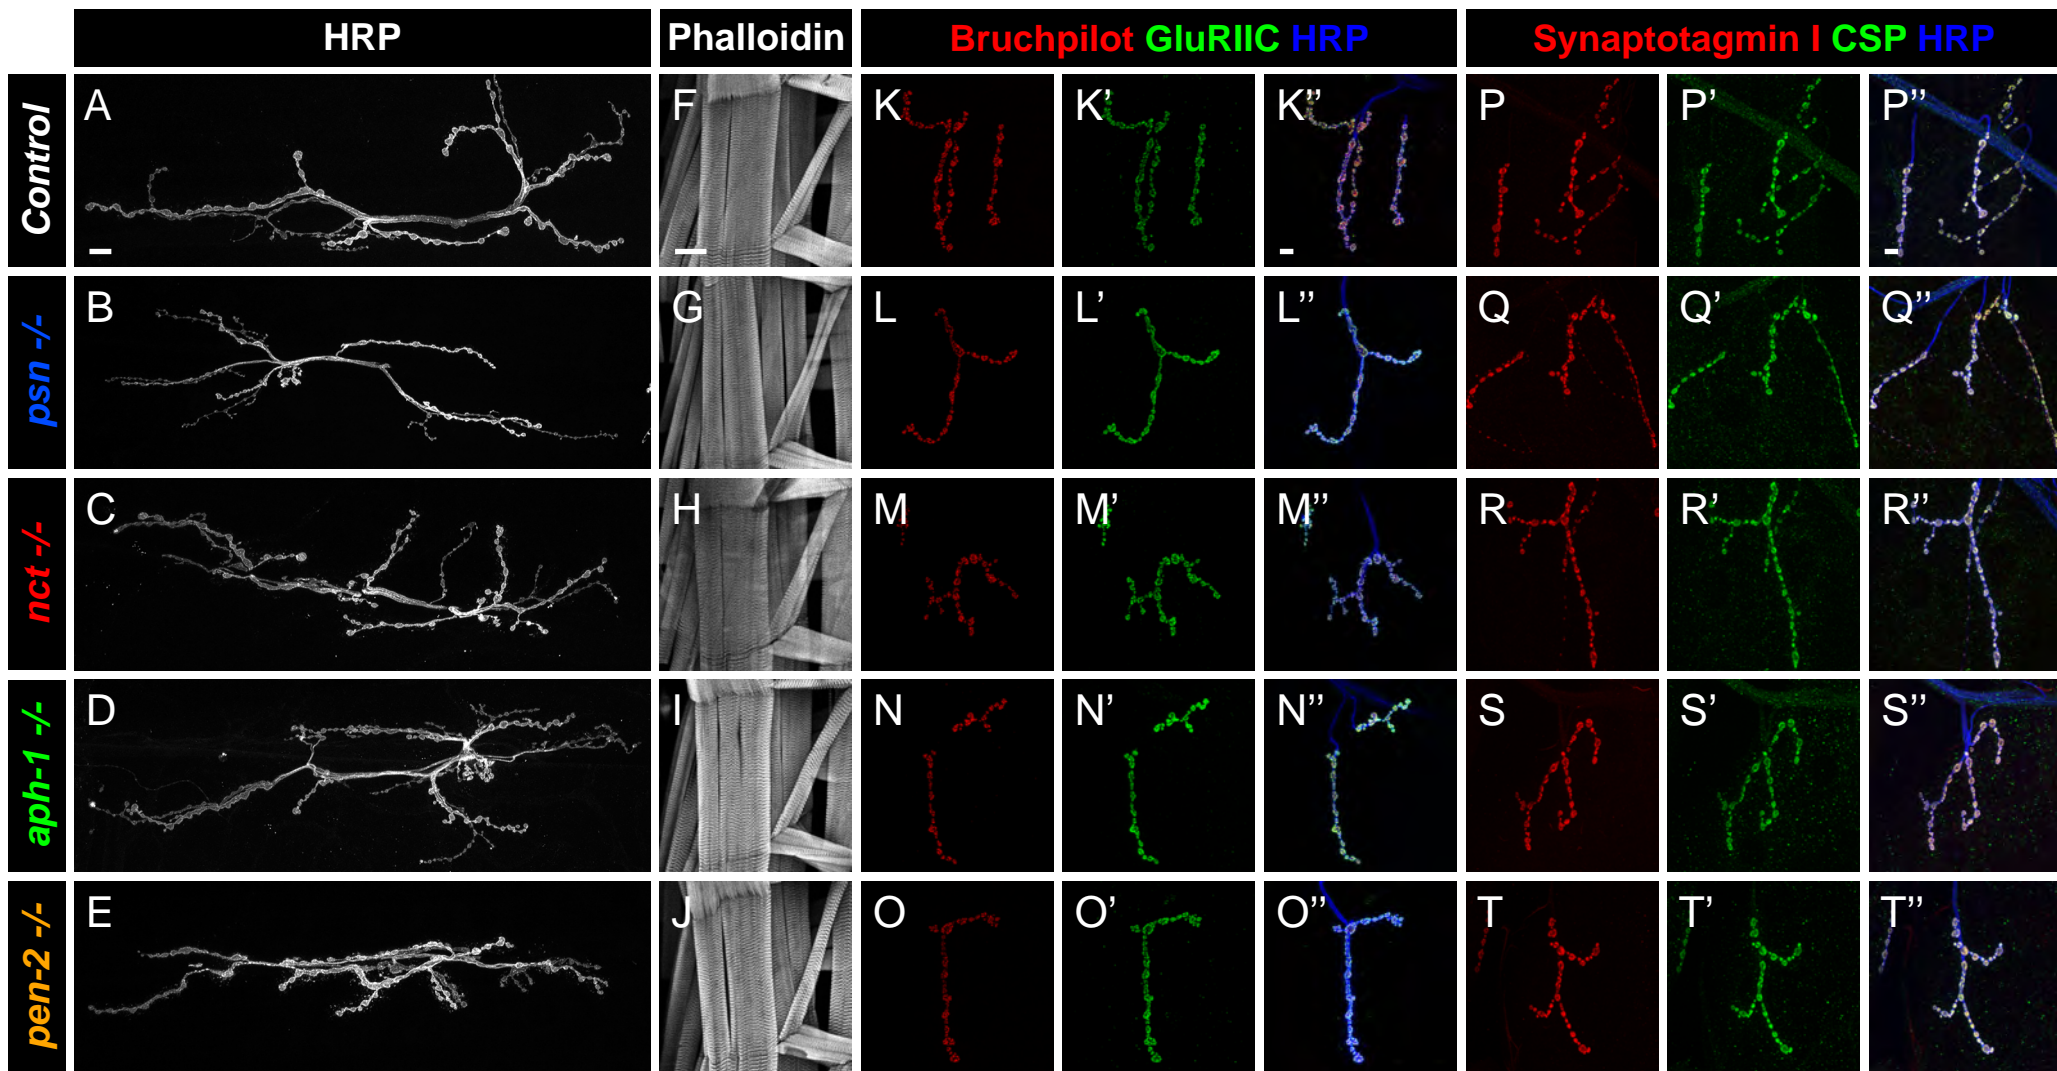 HRP Phalloidin Bruchpilot GluRIIC HRP Synaptotagmin I CSP HRP
Control A F K K’ K’’ P P’ P’’
psn -/- B G L L’ L’’ Q Q’ Q’’
nct -/- C H M M’ M’’ R R’ R’’
aph-1 -/- D I N N’ N’’ S S’ S’’
pen-2 -/- E J O O’ O’’ T T’ T’’